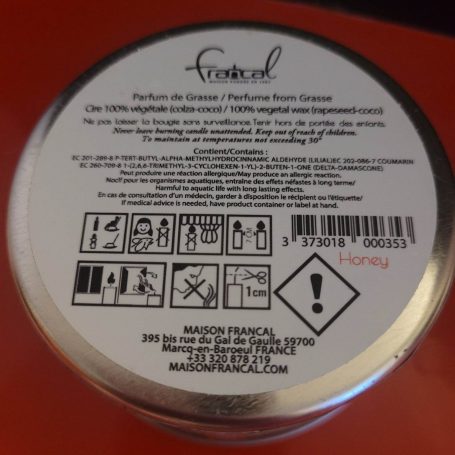 Francal
MAISON FONDÉE EN 1982
Parfum de Grasse / Perfume from Grasse
Cire 100% végétale (colza-coco) / 100% vegetal wax (rapeseed-coco)
Ne pas laisser la bougie sans surveillance. Tenir hors de portée des enfants.
Never leave burning candle unattended. Keep out of reach of children.
To maintain at temperatures not exceeding 30°
Contient/Contains :
EC 201-289-8 P-TERT-BUTYL-ALPHA-METHYLHYDROCINNAMIC ALDEHYDE (LILIAL)EC 202-086-7 COUMARIN
EC 260-709-8 1-(2,6,6-TRIMETHYL-3-CYCLOHEXEN-1-YL)-2-BUTEN-1-ONE (DELTA-DAMASCONE)
Peut produire une réaction allergique/May produce an allergic reaction.
Nocif pour les organismes aquatiques, entraîne des effets néfastes à long terme/
Harmful to aquatic life with long lasting effects.
En cas de consultation d'un médecin, garder à disposition le récipient ou l'étiquette/
If medical advice is needed, have product container or label at hand.
3 373018 000353
Honey
1 cm
MAISON FRANCAL
395 bis rue du Gal de Gaulle 59700
Marcq-en-Baroeul FRANCE
+33 320 878 219
MAISONFRANCAL.COM